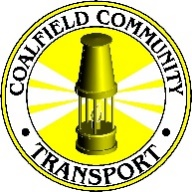 COALFIELD COMMUNITY
• TRANSPORT •